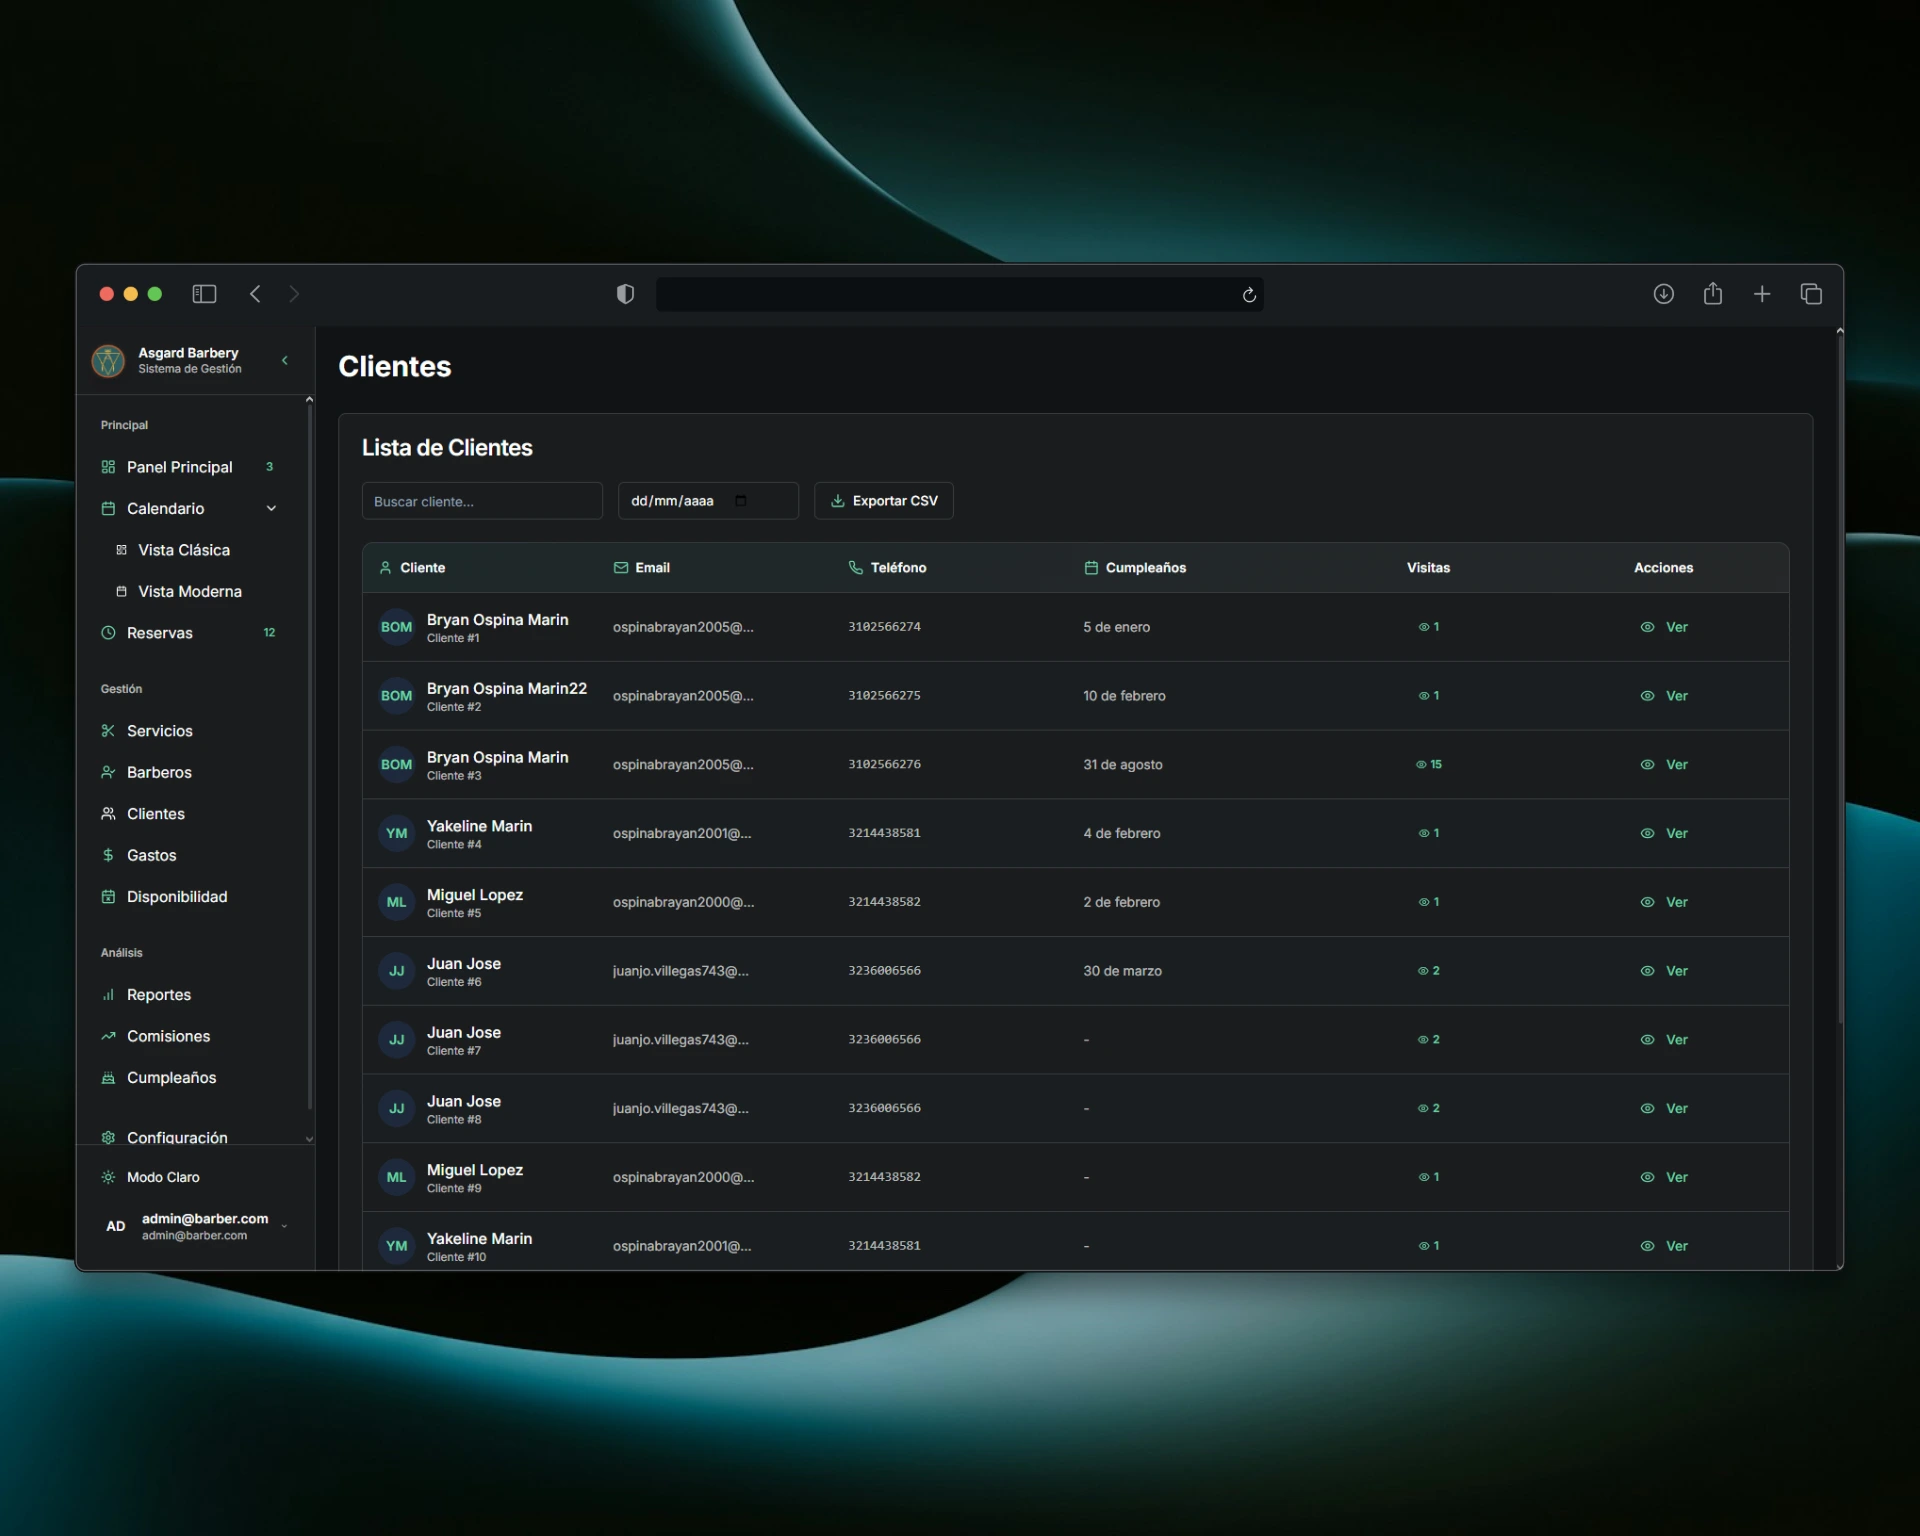 Asgard Barbery
Sistema de Gestión
Principal
Panel Principal 3
Calendario
Vista Clásica
Vista Moderna
Reservas 12
Gestión
Servicios
Barberos
Clientes
Gastos
Disponibilidad
Análisis
Reportes
Comisiones
Cumpleaños
Configuración
Modo Claro
AD admin@barber.com
admin@barber.com
Clientes
Lista de Clientes
Buscar cliente... dd/mm/aaaa Exportar CSV
Cliente Email Teléfono Cumpleaños Visitas Acciones
BOM Bryan Ospina Marin ospinabrayan2005@... 3102566274 5 de enero 1 Ver
Cliente #1
BOM Bryan Ospina Marin22 ospinabrayan2005@... 3102566275 10 de febrero 1 Ver
Cliente #2
BOM Bryan Ospina Marin ospinabrayan2005@... 3102566276 31 de agosto 15 Ver
Cliente #3
YM Yakeline Marin ospinabrayan2001@... 3214438581 4 de febrero 1 Ver
Cliente #4
ML Miguel Lopez ospinabrayan2000@... 3214438582 2 de febrero 1 Ver
Cliente #5
JJ Juan Jose juanjo.villegas743@... 3236006566 30 de marzo 2 Ver
Cliente #6
JJ Juan Jose juanjo.villegas743@... 3236006566 - 2 Ver
Cliente #7
JJ Juan Jose juanjo.villegas743@... 3236006566 - 2 Ver
Cliente #8
ML Miguel Lopez ospinabrayan2000@... 3214438582 - 1 Ver
Cliente #9
YM Yakeline Marin ospinabrayan2001@... 3214438581 - 1 Ver
Cliente #10